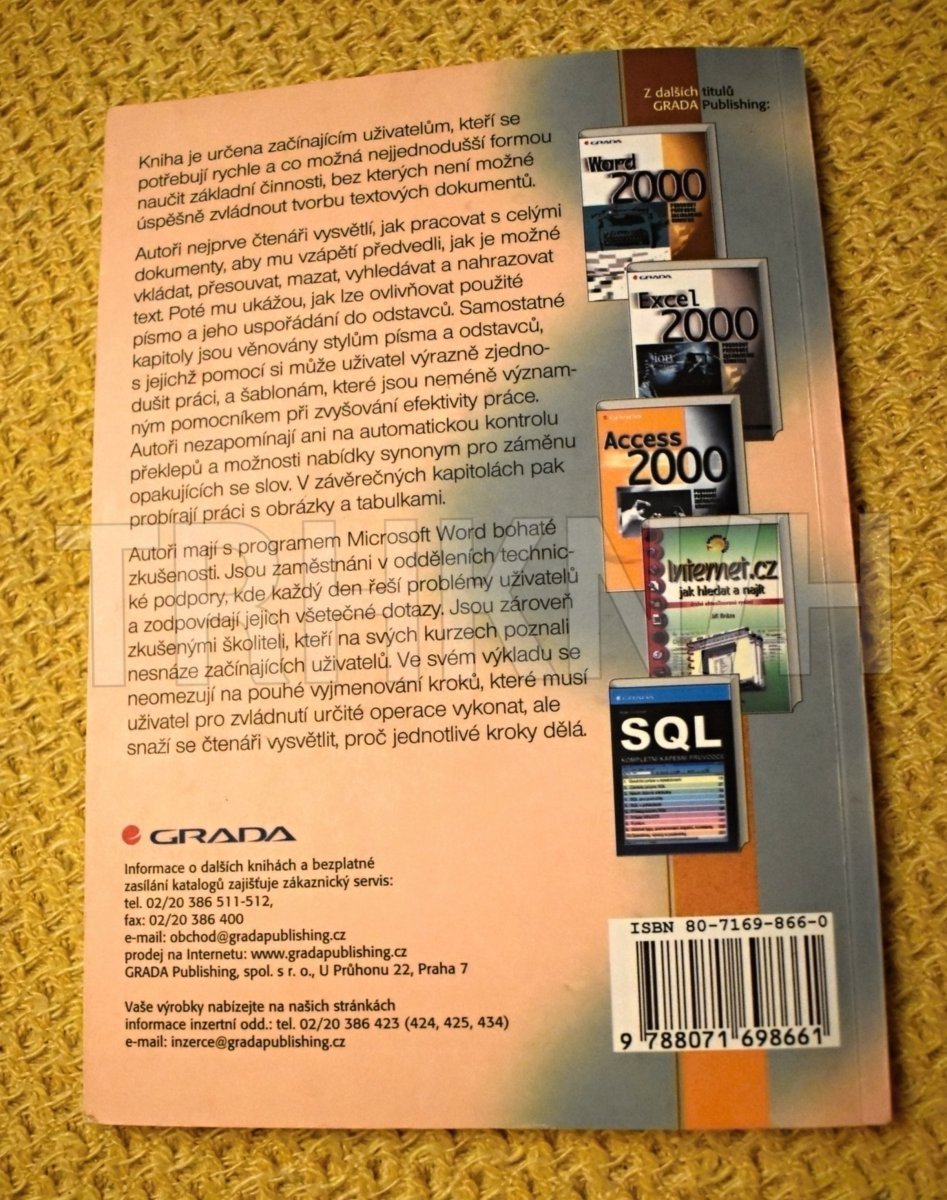 Kniha je určena začínajícím uživatelům, kteří se
potřebují rychle a co možná nejjednodušší formou
naučit základní činnosti, bez kterých není možné
úspěšně zvládnout tvorbu textových dokumentů.
Autoři nejprve čtenáři vysvětlí, jak pracovat s celými
dokumenty, aby mu vzápětí předvedli, jak je možné
vkládat, přesouvat, mazat, vyhledávat a nahrazovat
text. Poté mu ukážou, jak lze ovlivňovat použité
písmo a jeho uspořádání do odstavců. Samostatné
kapitoly jsou věnovány stylům písma a odstavců,
s jejichž pomocí si může uživatel výrazně zjedno-
dušit práci, a šablonám, které jsou neméně význam-
ným pomocníkem při zvyšování efektivity práce.
Autoři nezapomínají ani na automatickou kontrolu
překlepů a možnosti nabídky synonym pro záměnu
opakujících se slov. V závěrečných kapitolách pak
probírají práci s obrázky a tabulkami.
Autoři mají s programem Microsoft Word bohaté
zkušenosti. Jsou zaměstnáni v odděleních technic-
ké podpory, kde každý den řeší problémy uživatelů
a zodpovídají jejich všetečné dotazy. Jsou zároveň
zkušenými školiteli, kteří na svých kurzech poznali
nesnáze začínajících uživatelů. Ve svém výkladu se
neomezují na pouhé vyjmenování kroků, které musí
uživatel pro zvládnutí určité operace vykonat, ale
snaží se čtenáři vysvětlit, proč jednotlivé kroky dělá.
GRADA
Informace o dalších knihách a bezplatné
zasílání katalogů zajišťuje zákaznický servis:
tel. 02/20 386 511-512,
fax: 02/20 386 400
e-mail: obchod@gradapublishing.cz
prodej na Internetu: www.gradapublishing.cz
GRADA Publishing, spol. s r. o., U Průhonu 22, Praha 7
Vaše výrobky nabízejte na našich stránkách
informace inzertní odd.: tel. 02/20 386 423 (424, 425, 434)
e-mail: inzerce@gradapublishing.cz
Z dalších titulů
GRADA Publishing:
GRADA
Word
2000
GRADA
Excel
2000
Access
2000
Internet.cz
jak hledat a najít
Jiří Hlavenka
GRADA
SQL
KOMPLETNÍ KAPESNÍ PRŮVODCE
ISBN 80-7169-866-0
9 788071 698661
TRHKNIH